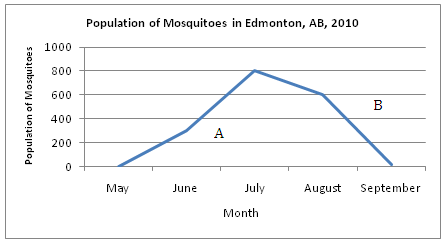 Population of Mosquitoes in Edmonton, AB, 2010
Population of Mosquitoes
1000
800
600
400
200
0
A
B
May June July August September
Month